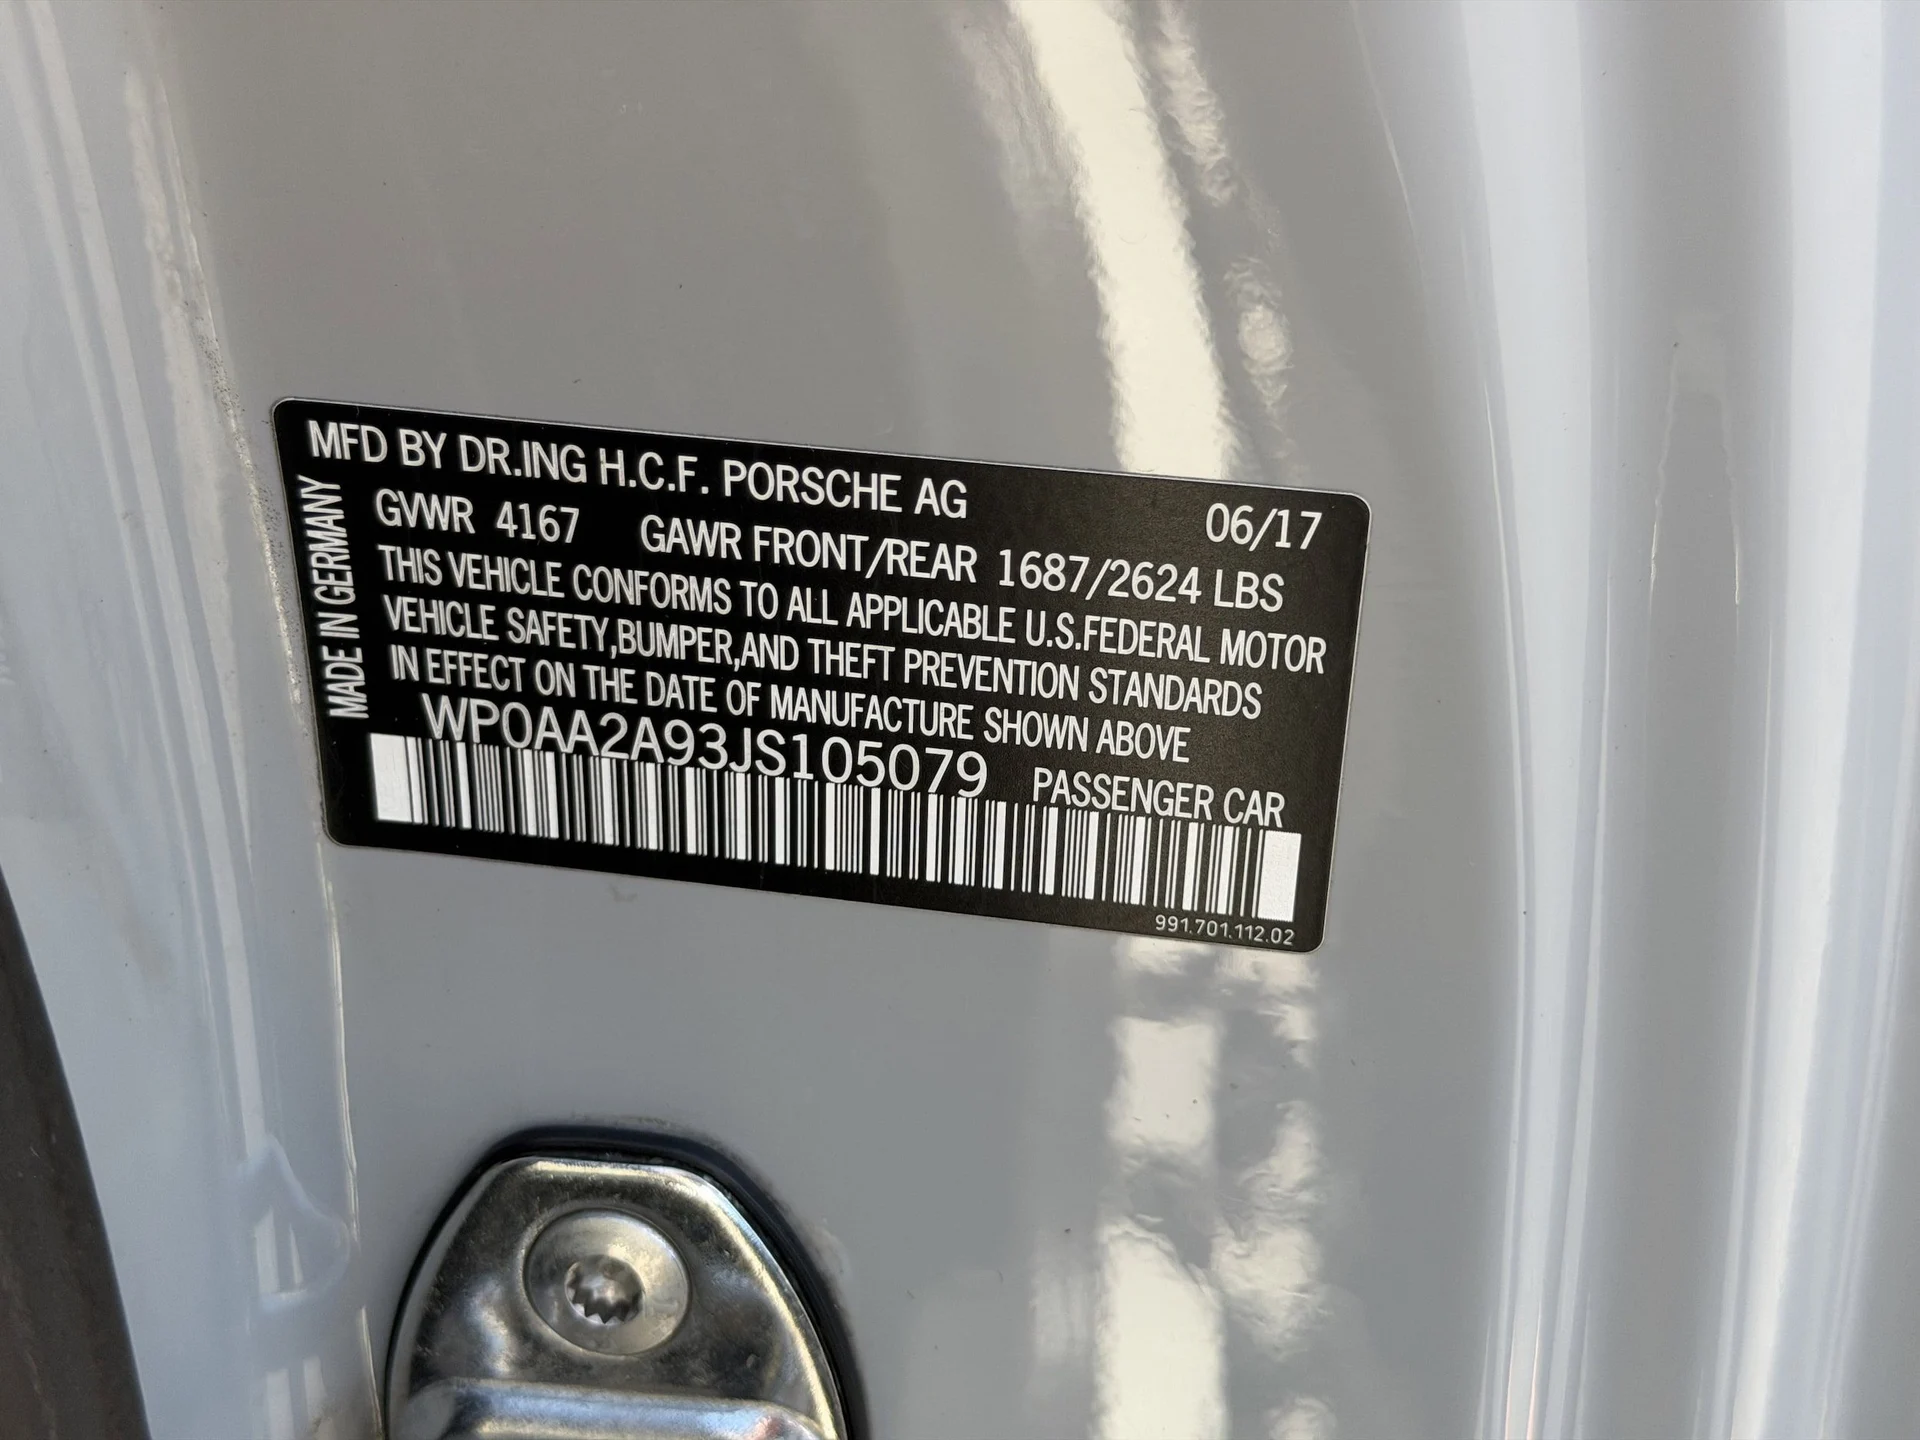 MFD BY DR.ING H.C.F. PORSCHE AG 06/17
GVWR 4167 GAWR FRONT/REAR 1687/2624 LBS
THIS VEHICLE CONFORMS TO ALL APPLICABLE U.S.FEDERAL MOTOR
VEHICLE SAFETY,BUMPER,AND THEFT PREVENTION STANDARDS
IN EFFECT ON THE DATE OF MANUFACTURE SHOWN ABOVE
WP0AA2A93JS105079 PASSENGER CAR
991.701.112.02
MADE IN GERMANY